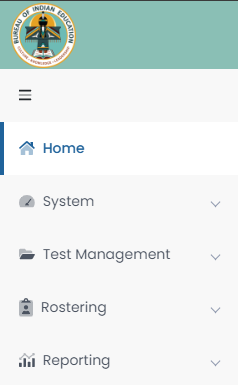 BUREAU OF INDIAN EDUCATION
Home
System
Test Management
Rostering
Reporting